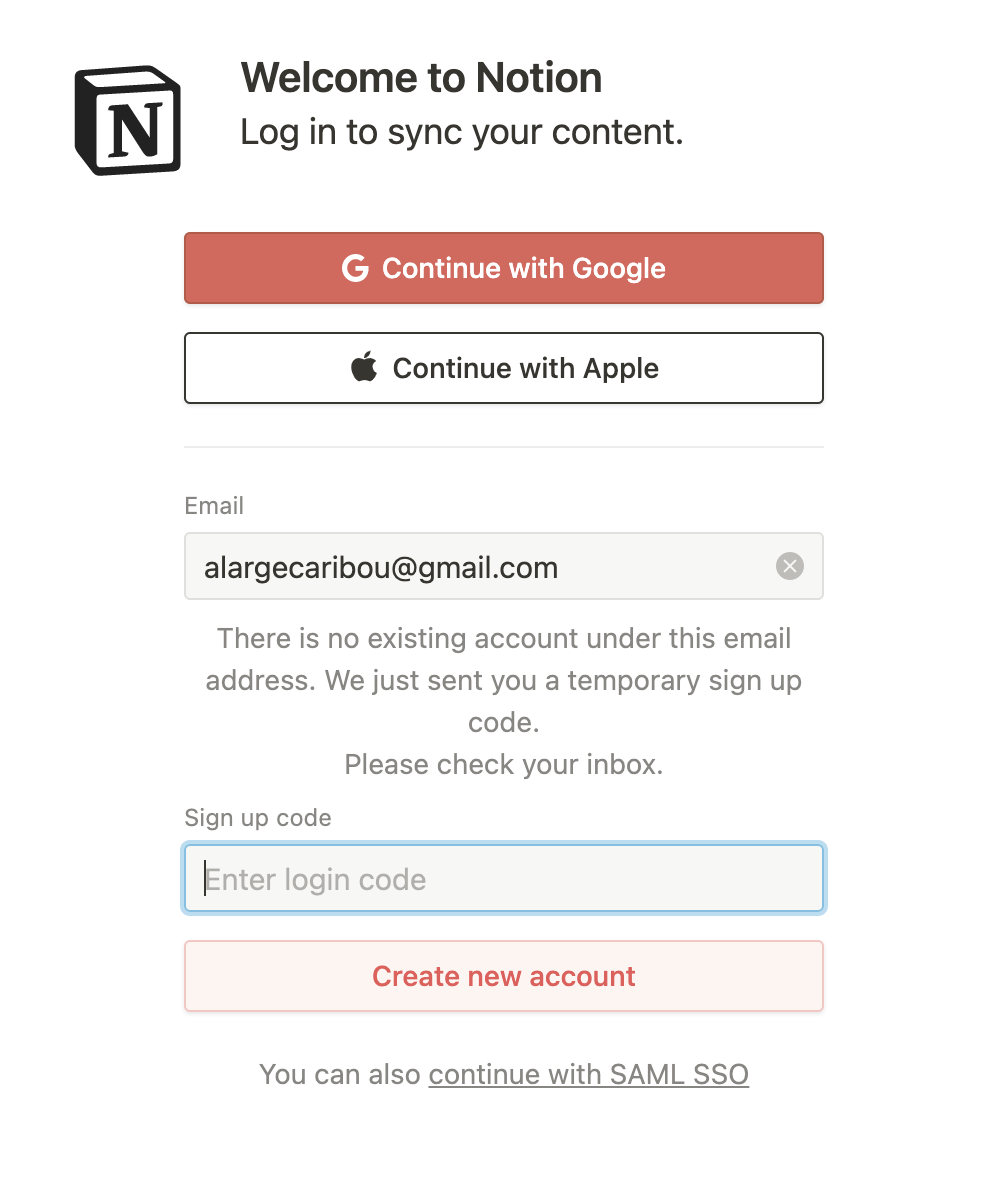 N
Welcome to Notion
Log in to sync your content.
G Continue with Google
Continue with Apple
Email
alargecaribou@gmail.com
There is no existing account under this email
address. We just sent you a temporary sign up
code.
Please check your inbox.
Sign up code
Enter login code
Create new account
You can also continue with SAML SSO